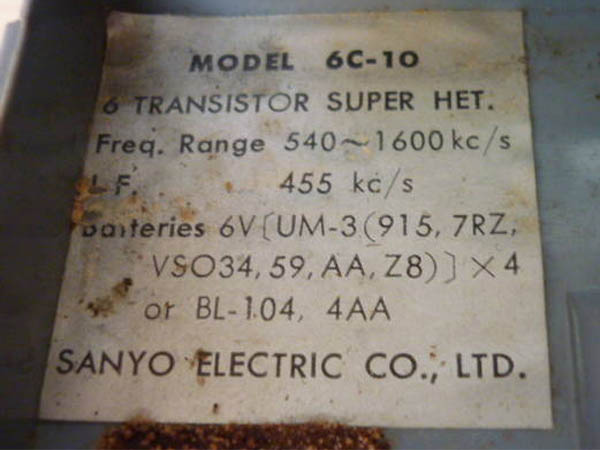 MODEL 6C-10
6 TRANSISTOR SUPER HET.
Freq. Range 540~1600 kc/s
I.F. 455 kc/s
Batteries 6V[UM-3(915, 7RZ,
VSO34, 59, AA, Z8)] × 4
or BL-104, 4AA
SANYO ELECTRIC CO., LTD.